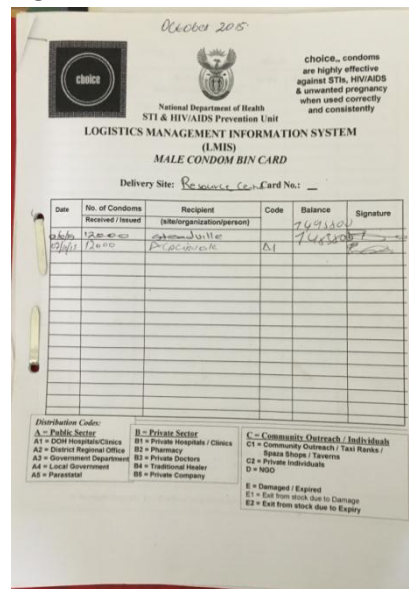 October 2015
choice
choice,, condoms
are highly effective
against STIs, HIV/AIDS
& unwanted pregnancy
when used correctly
and consistently
National Department of Health
STI & HIV/AIDS Prevention Unit
LOGISTICS MANAGEMENT INFORMATION SYSTEM
(LMIS)
MALE CONDOM BIN CARD
Delivery Site: Resource Cen Card No.: _
Date No. of Condoms Recipient Code Balance Signature
Received / Issued (site/organization/person)
12000 steadville
12000 A1
Distribution Codes:
A = Public Sector
A1 = DOH Hospitals/Clinics
A2 = District Regional Office
A3 = Government Department
A4 = Local Government
A5 = Parastatal
B = Private Sector
B1 = Private Hospitals / Clinics
B2 = Pharmacy
B3 = Private Doctors
B4 = Traditional Healer
B5 = Private Company
C = Community Outreach / Individuals
C1 = Community Outreach / Taxi Ranks /
Spaza Shops / Taverns
C2 = Private Individuals
D = NGO
E = Damaged / Expired
E1 = Exit from stock due to Damage
E2 = Exit from stock due to Expiry